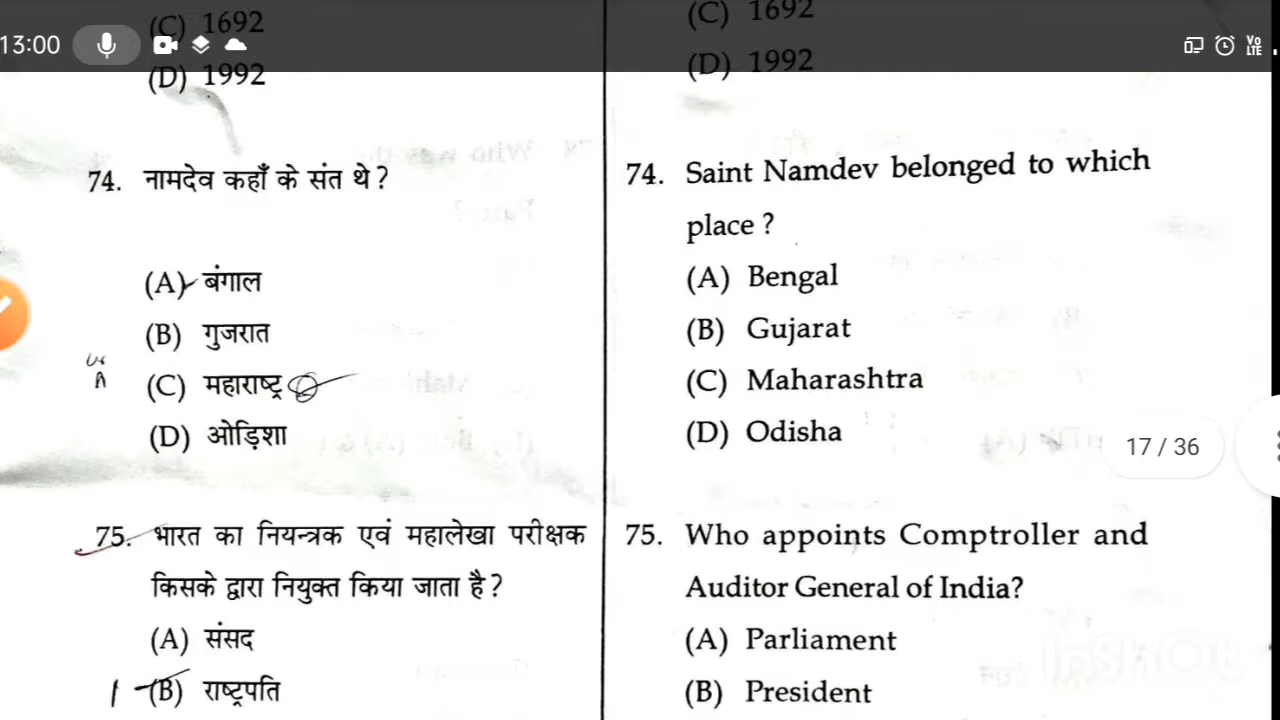 (C) 1692
(C) 1692
13:00
Vo
LTE
(D) 1992
(D) 1992
74. नामदेव कहाँ के संत थे ?
(A) बंगाल
(B) गुजरात
(C) महाराष्ट्र
(D) ओड़िशा
75. भारत का नियन्त्रक एवं महालेखा परीक्षक
किसके द्वारा नियुक्त किया जाता है ?
(A) संसद
(B) राष्ट्रपति
74. Saint Namdev belonged to which
place ?
(A) Bengal
(B) Gujarat
(C) Maharashtra
(D) Odisha
17 / 36
75. Who appoints Comptroller and
Auditor General of India?
(A) Parliament
(B) President